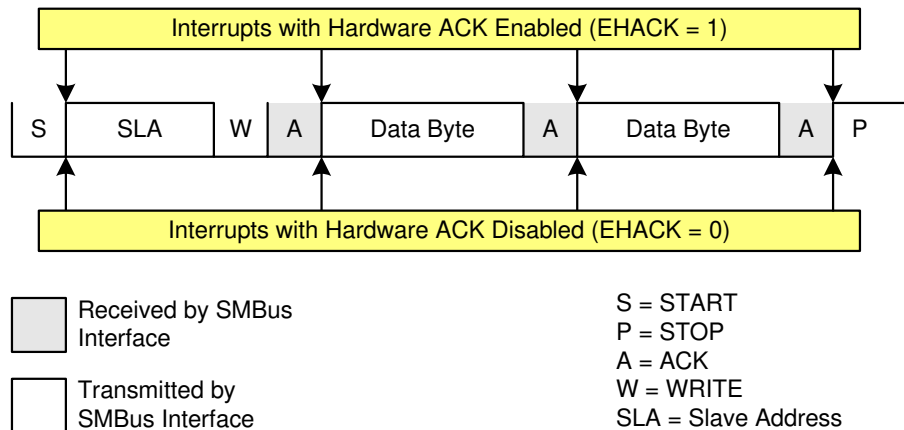 Interrupts with Hardware ACK Enabled (EHACK = 1)
S SLA W A Data Byte A Data Byte A P
Interrupts with Hardware ACK Disabled (EHACK = 0)
Received by SMBus
Interface
Transmitted by
SMBus Interface
S = START
P = STOP
A = ACK
W = WRITE
SLA = Slave Address